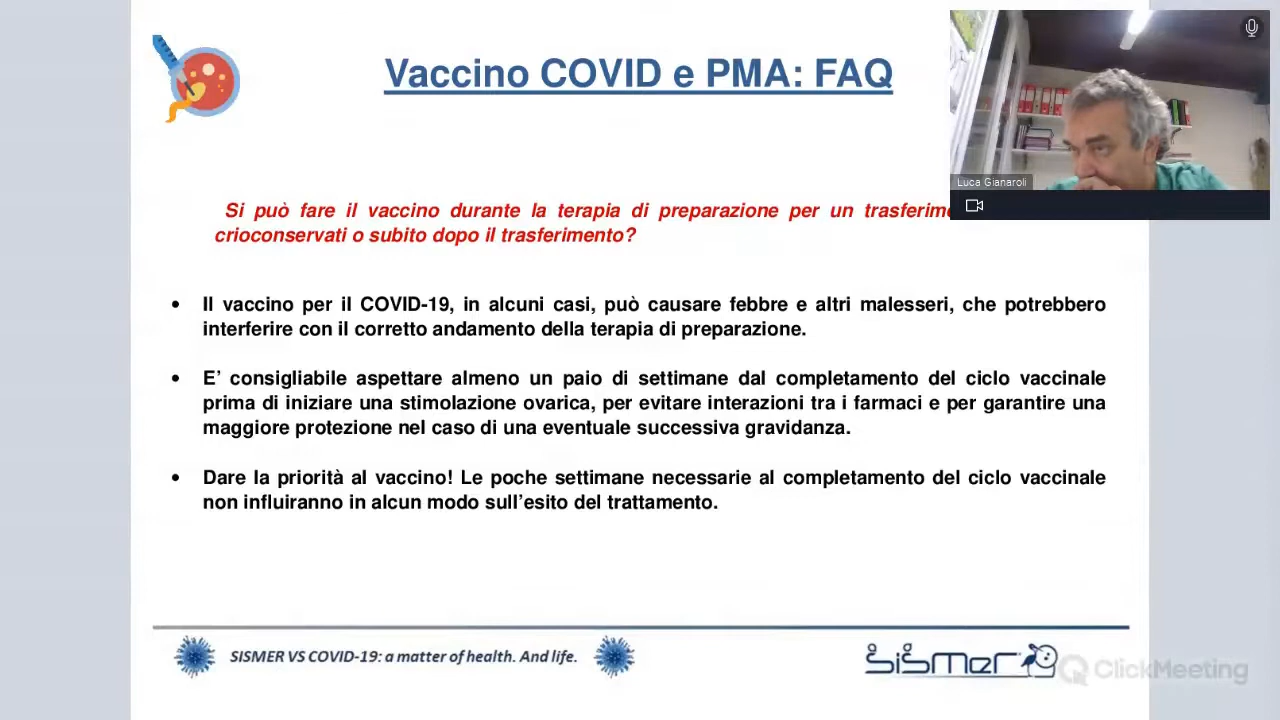 Vaccino COVID e PMA: FAQ
Luca Gianaroli
Si può fare il vaccino durante la terapia di preparazione per un
crioconservati o subito dopo il trasferimento?
• Il vaccino per il COVID-19, in alcuni casi, può causare febbre e altri malesseri, che potrebbero
interferire con il corretto andamento della terapia di preparazione.
• E’ consigliabile aspettare almeno un paio di settimane dal completamento del ciclo vaccinale
prima di iniziare una stimolazione ovarica, per evitare interazioni tra i farmaci e per garantire una
maggiore protezione nel caso di una eventuale successiva gravidanza.
• Dare la priorità al vaccino! Le poche settimane necessarie al completamento del ciclo vaccinale
non influiranno in alcun modo sull’esito del trattamento.
SISMER VS COVID-19: a matter of health. And life.
SISMER
ClickMeeting